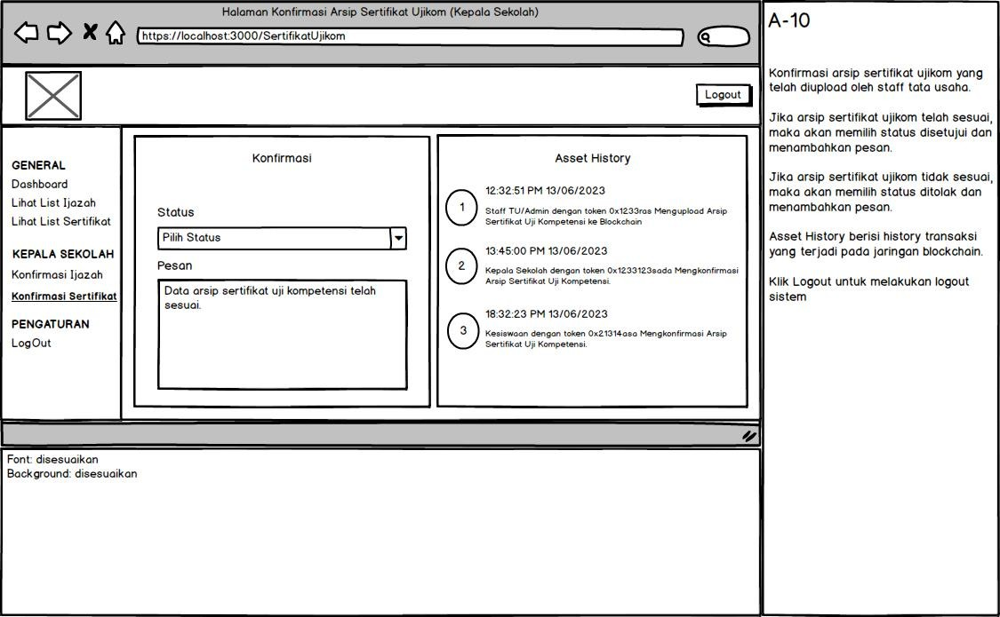 Halaman Konfirmasi Arsip Sertifikat Ujikom (Kepala Sekolah)
https://localhost:3000/SertifikatUjikom
Logout
GENERAL
Dashboard
Lihat List Ijazah
Lihat List Sertifikat
KEPALA SEKOLAH
Konfirmasi Ijazah
Konfirmasi Sertifikat
PENGATURAN
LogOut
Konfirmasi
Status
Pilih Status
Pesan
Data arsip sertifikat uji kompetensi telah
sesuai.
Asset History
1
12:32:51 PM 13/06/2023
Staff TU/Admin dengan token 0x1233ras Mengupload Arsip
Sertifikat Uji Kompetensi ke Blockchain
2
13:45:00 PM 13/06/2023
Kepala Sekolah dengan token 0x1233123sada Mengkonfirmasi
Arsip Sertifikat Uji Kompetensi.
3
18:32:23 PM 13/06/2023
Kesiswaan dengan token 0x21314asa Mengkonfirmasi Arsip
Sertifikat Uji Kompetensi.
Font: disesuaikan
Background: disesuaikan
A-10
Konfirmasi arsip sertifikat ujikom yang
telah diupload oleh staff tata usaha.
Jika arsip sertifikat ujikom telah sesuai,
maka akan memilih status disetujui dan
menambahkan pesan.
Jika arsip sertifikat ujikom tidak sesuai,
maka akan memilih status ditolak dan
menambahkan pesan.
Asset History berisi history transaksi
yang terjadi pada jaringan blockchain.
Klik Logout untuk melakukan logout
sistem